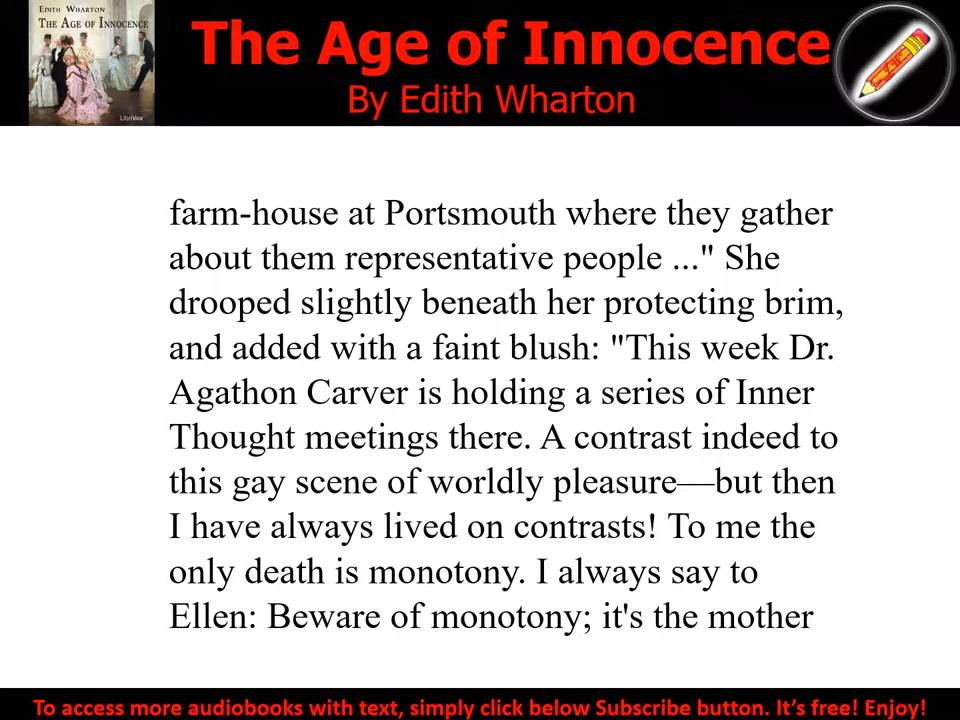 EDITH WHARTON
THE AGE OF INNOCENCE
LibriVox
The Age of Innocence
By Edith Wharton
farm-house at Portsmouth where they gather
about them representative people ..." She
drooped slightly beneath her protecting brim,
and added with a faint blush: "This week Dr.
Agathon Carver is holding a series of Inner
Thought meetings there. A contrast indeed to
this gay scene of worldly pleasure—but then
I have always lived on contrasts! To me the
only death is monotony. I always say to
Ellen: Beware of monotony; it's the mother
To access more audiobooks with text, simply click below Subscribe button. It’s free! Enjoy!